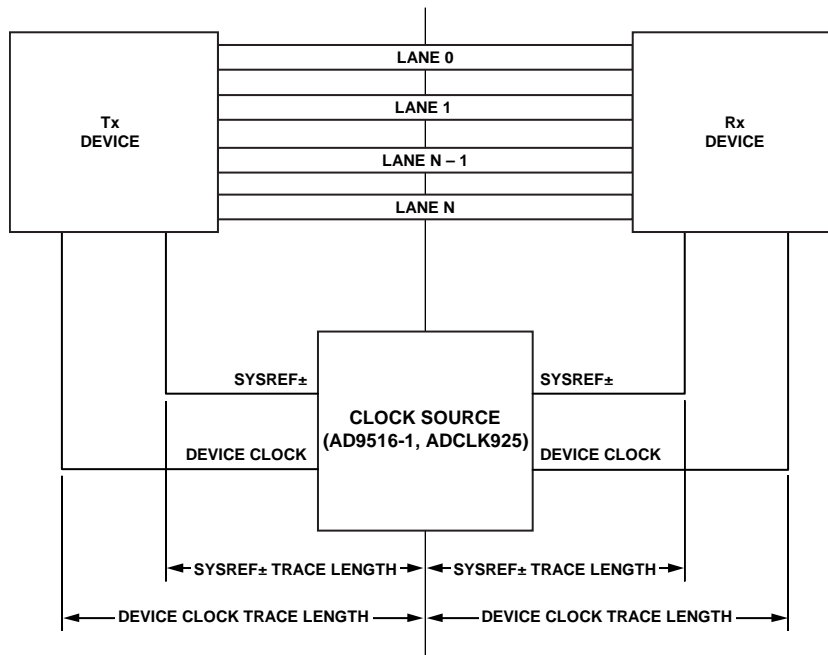 LANE 0
LANE 1
LANE N – 1
LANE N
Tx
DEVICE
Rx
DEVICE
SYSREF±
SYSREF±
CLOCK SOURCE
(AD9516-1, ADCLK925)
DEVICE CLOCK
DEVICE CLOCK
SYSREF± TRACE LENGTH
SYSREF± TRACE LENGTH
DEVICE CLOCK TRACE LENGTH
DEVICE CLOCK TRACE LENGTH